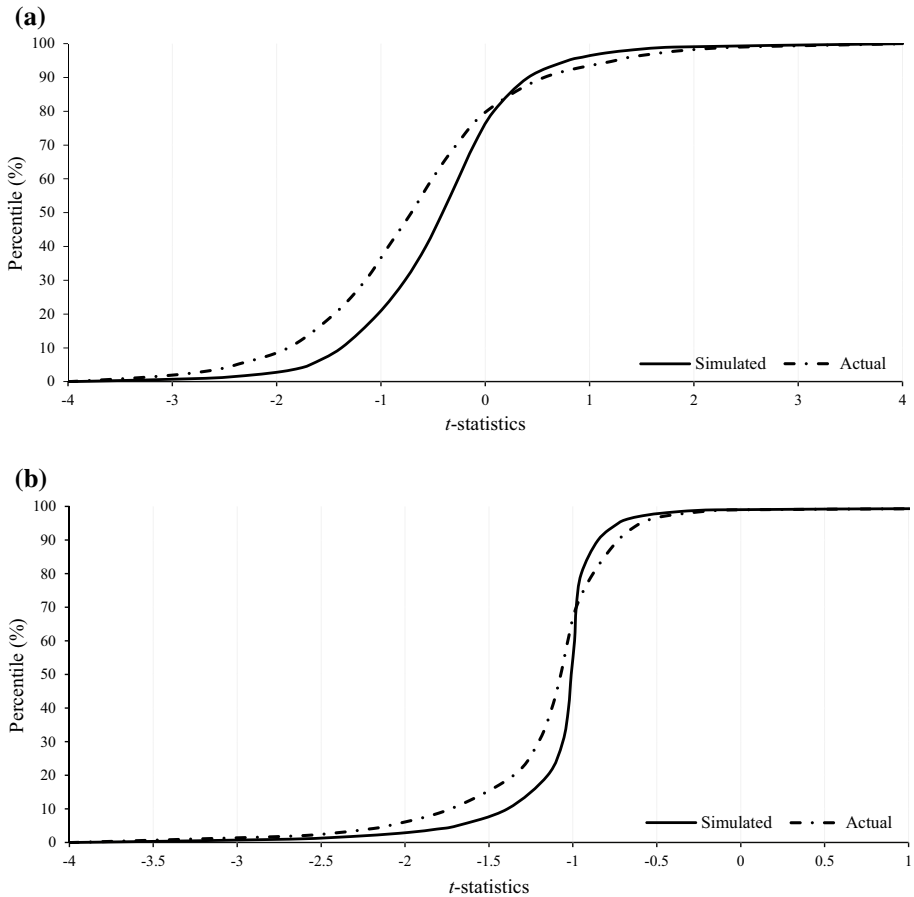 (a)
100
90
80
70
60
50
40
30
20
10
0
Percentile (%)
-4 -3 -2 -1 0 1 2 3 4
t-statistics
Simulated Actual
(b)
100
90
80
70
60
50
40
30
20
10
0
Percentile (%)
-4 -3.5 -3 -2.5 -2 -1.5 -1 -0.5 0 0.5 1
t-statistics
Simulated Actual